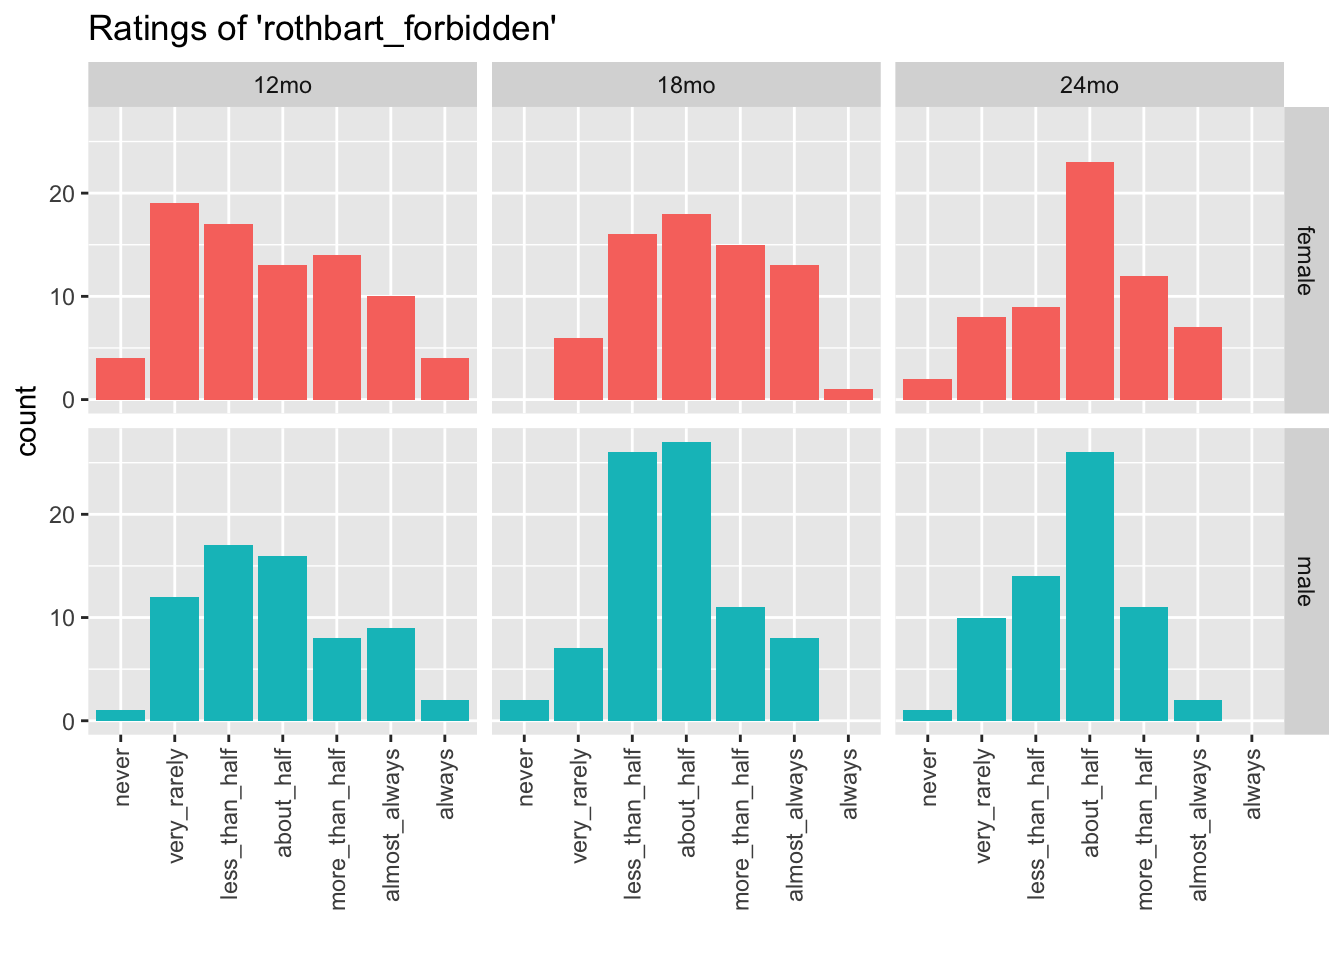 Ratings of 'rothbart_forbidden'
12mo
18mo
24mo
20
10
0
female
count
20
10
0
male
never
very_rarely
less_than_half
about_half
more_than_half
almost_always
always
never
very_rarely
less_than_half
about_half
more_than_half
almost_always
always
never
very_rarely
less_than_half
about_half
more_than_half
almost_always
always